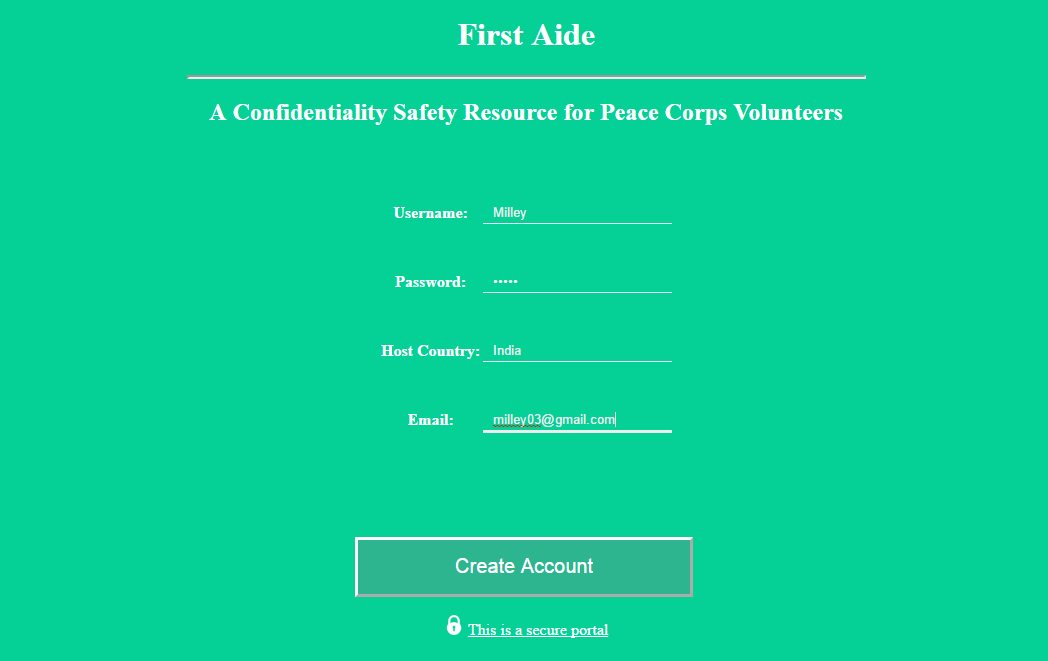 First Aide
A Confidentiality Safety Resource for Peace Corps Volunteers
Username: Milley
Password: •••••
Host Country: India
Email: milley03@gmail.com
Create Account
This is a secure portal